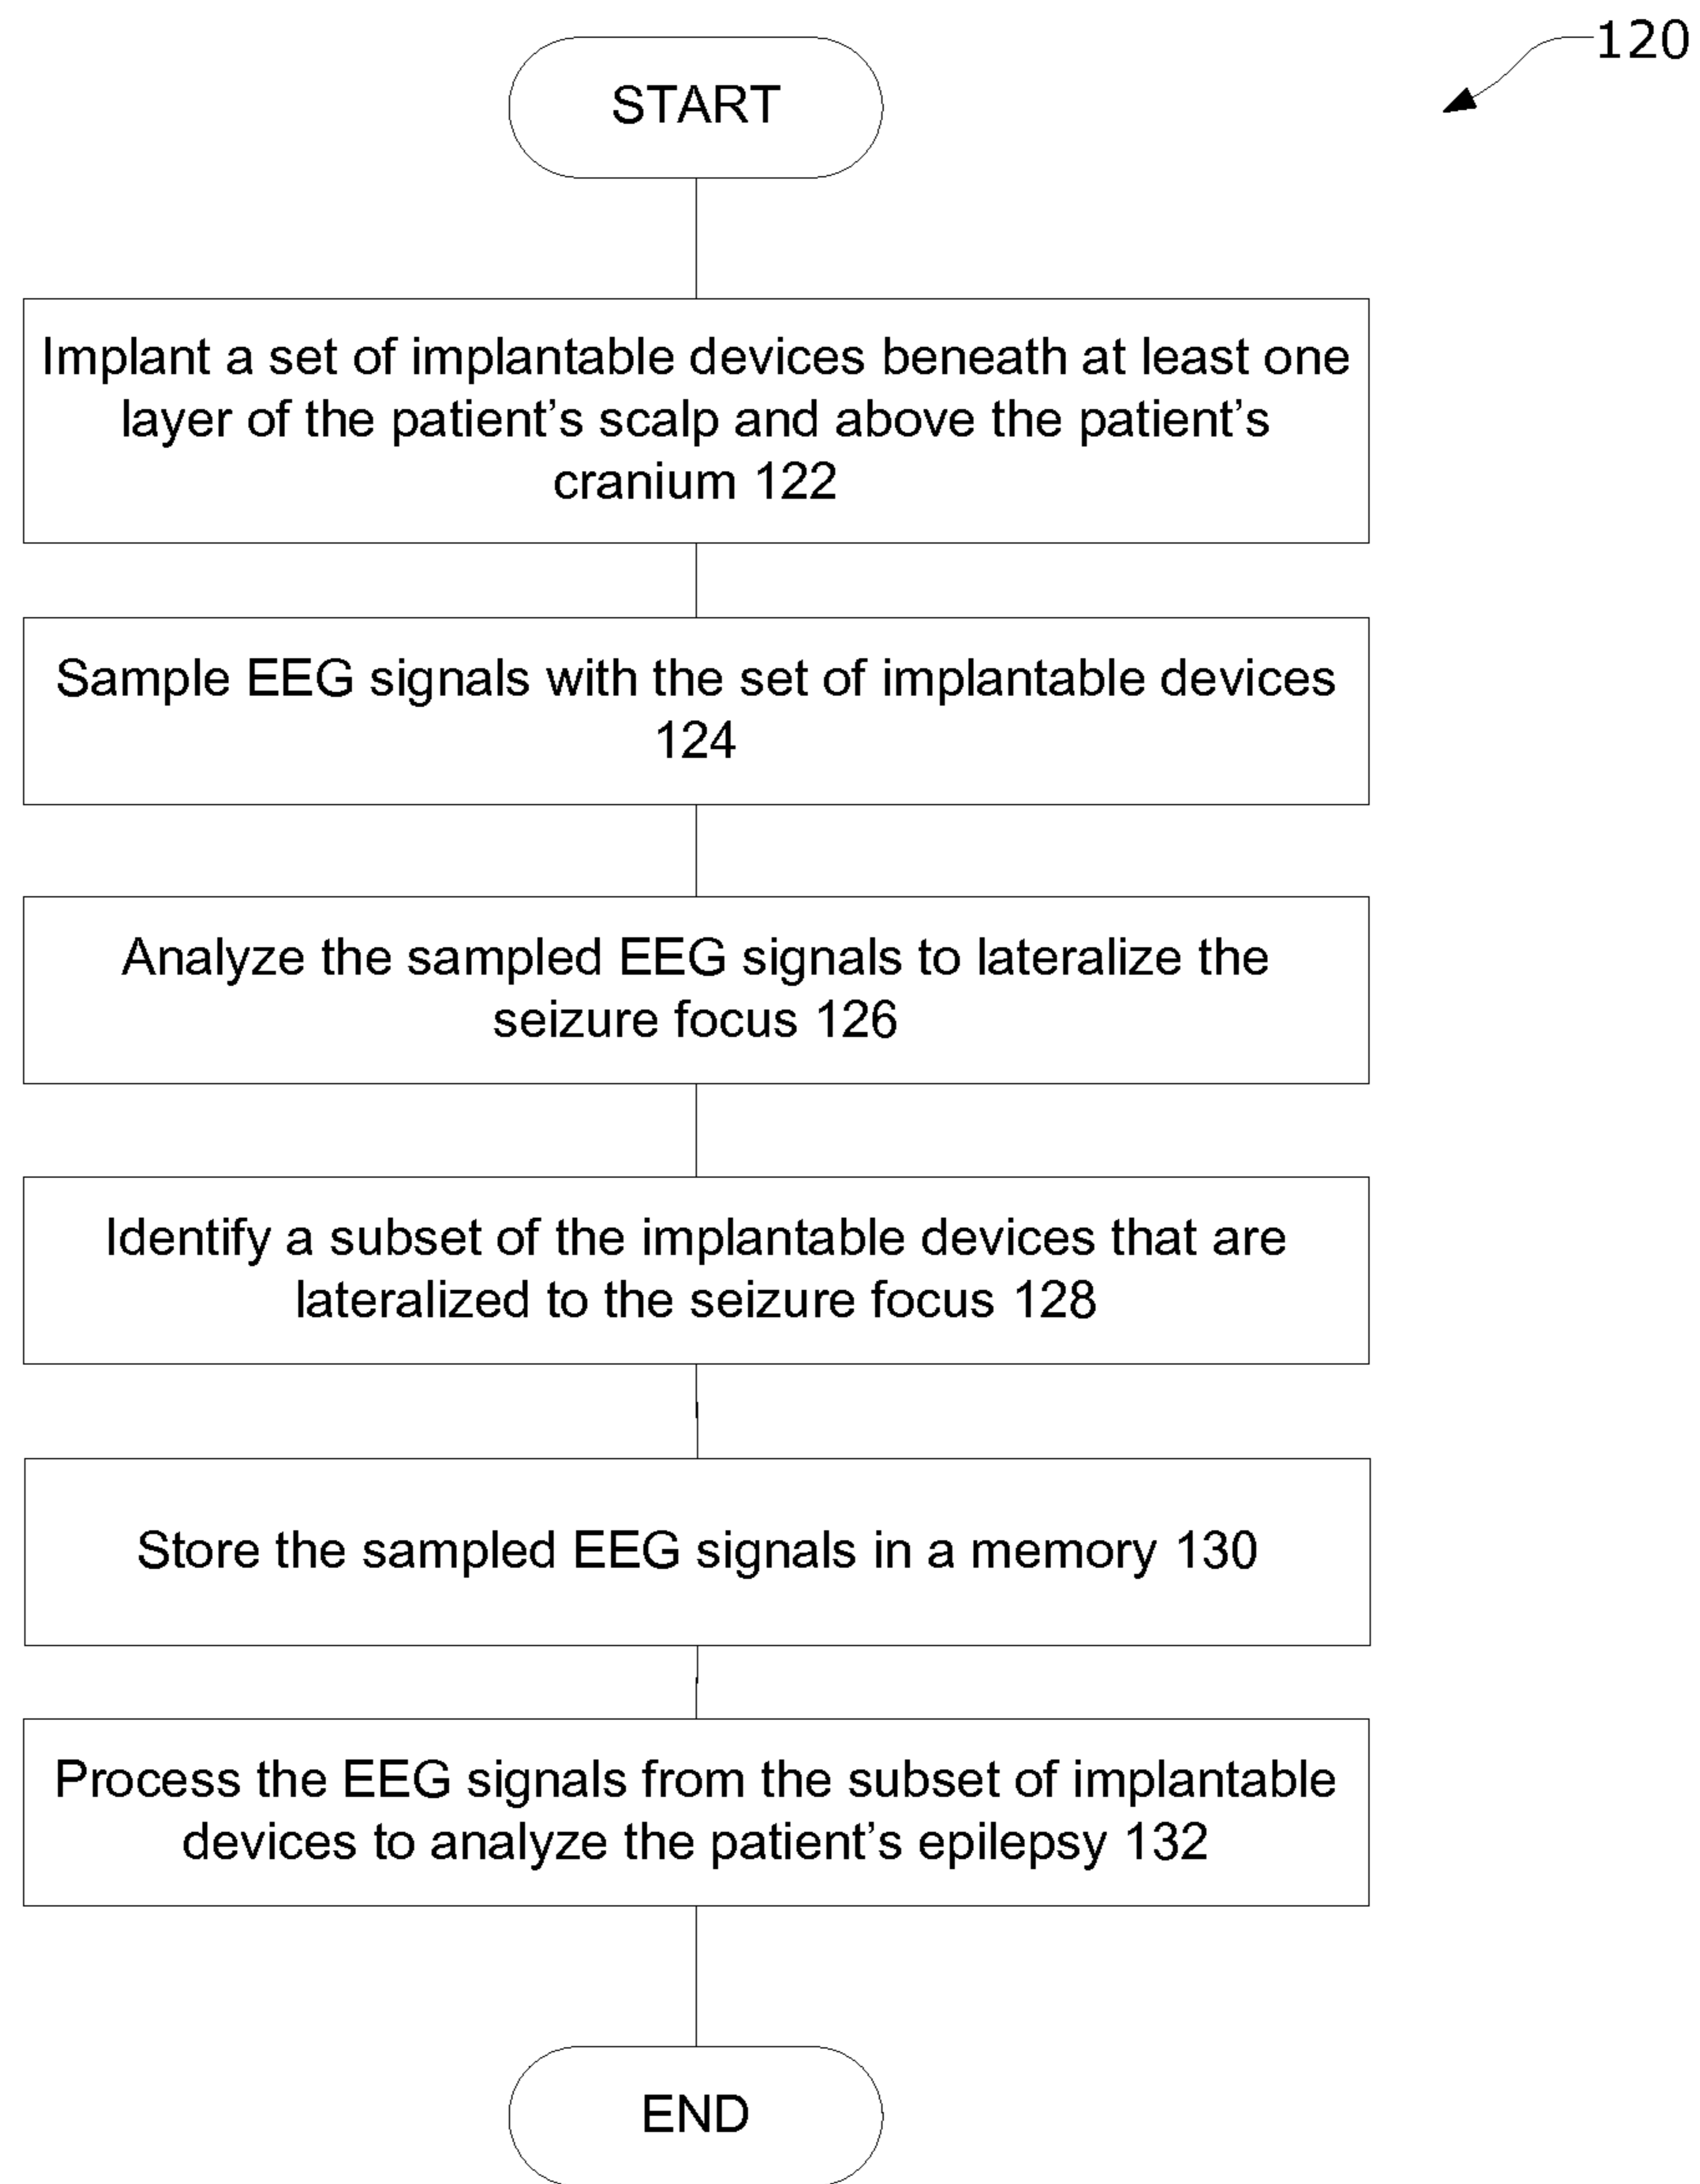 120
START
Implant a set of implantable devices beneath at least one
layer of the patient’s scalp and above the patient’s
cranium 122
Sample EEG signals with the set of implantable devices
124
Analyze the sampled EEG signals to lateralize the
seizure focus 126
Identify a subset of the implantable devices that are
lateralized to the seizure focus 128
Store the sampled EEG signals in a memory 130
Process the EEG signals from the subset of implantable
devices to analyze the patient’s epilepsy 132
END